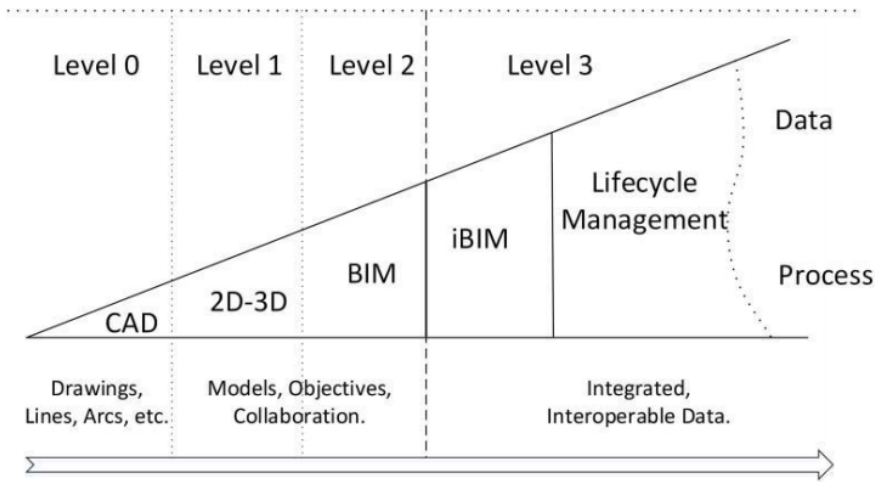 Level 0
Level 1
Level 2
Level 3
Data
Lifecycle
Management
iBIM
BIM
2D-3D
CAD
Process
Drawings,
Lines, Arcs, etc.
Models, Objectives,
Collaboration.
Integrated,
Interoperable Data.